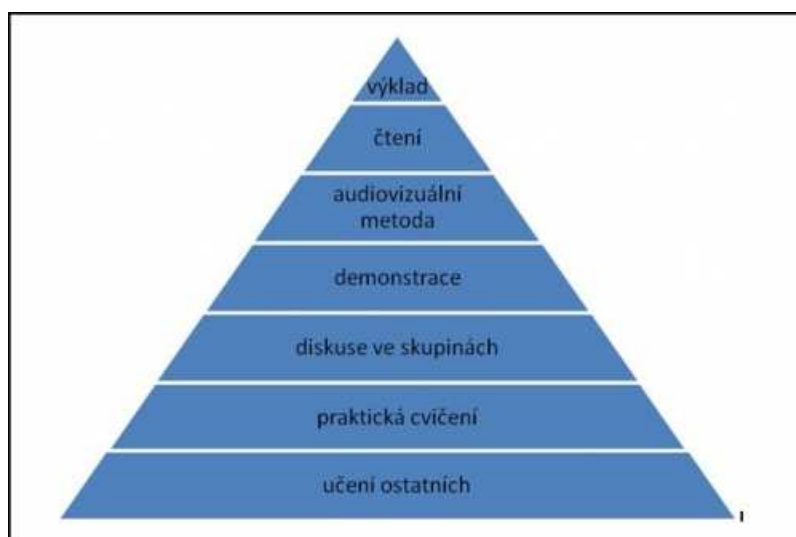 výklad
čtení
audiovizuální
metoda
demonstrace
diskuse ve skupinách
praktická cvičení
učení ostatních